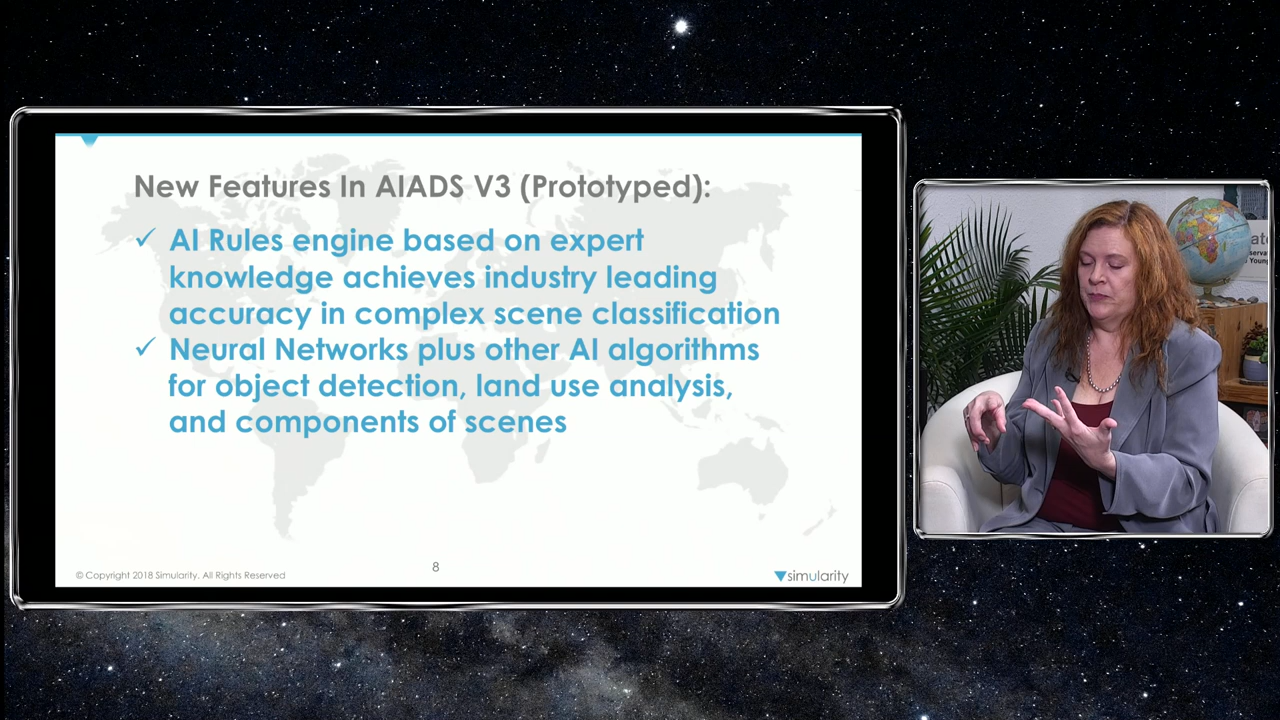 New Features In AIADS V3 (Prototyped):
✓ AI Rules engine based on expert
knowledge achieves industry leading
accuracy in complex scene classification
✓ Neural Networks plus other AI algorithms
for object detection, land use analysis,
and components of scenes
© Copyright 2018 Simularity. All Rights Reserved
8
simularity